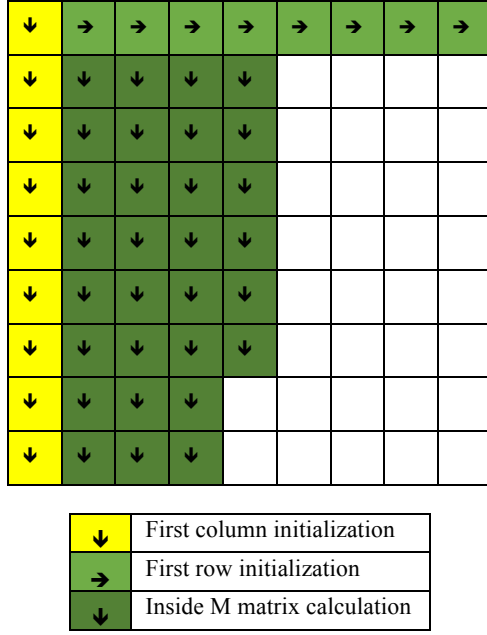 First column initialization
First row initialization
Inside M matrix calculation